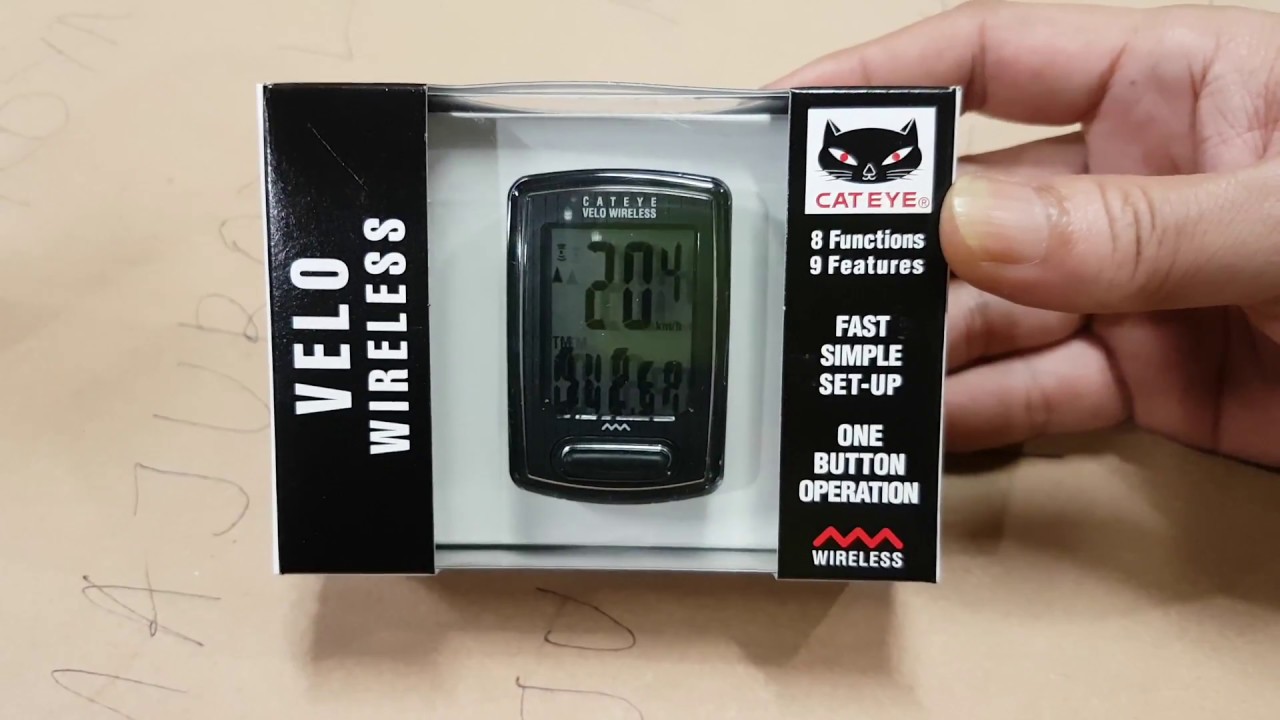 VELO
WIRELESS
CATEYE
VELO WIRELESS
20.4
km/h
TM
CATEYE®
8 Functions
9 Features
FAST
SIMPLE
SET-UP
ONE
BUTTON
OPERATION
WIRELESS